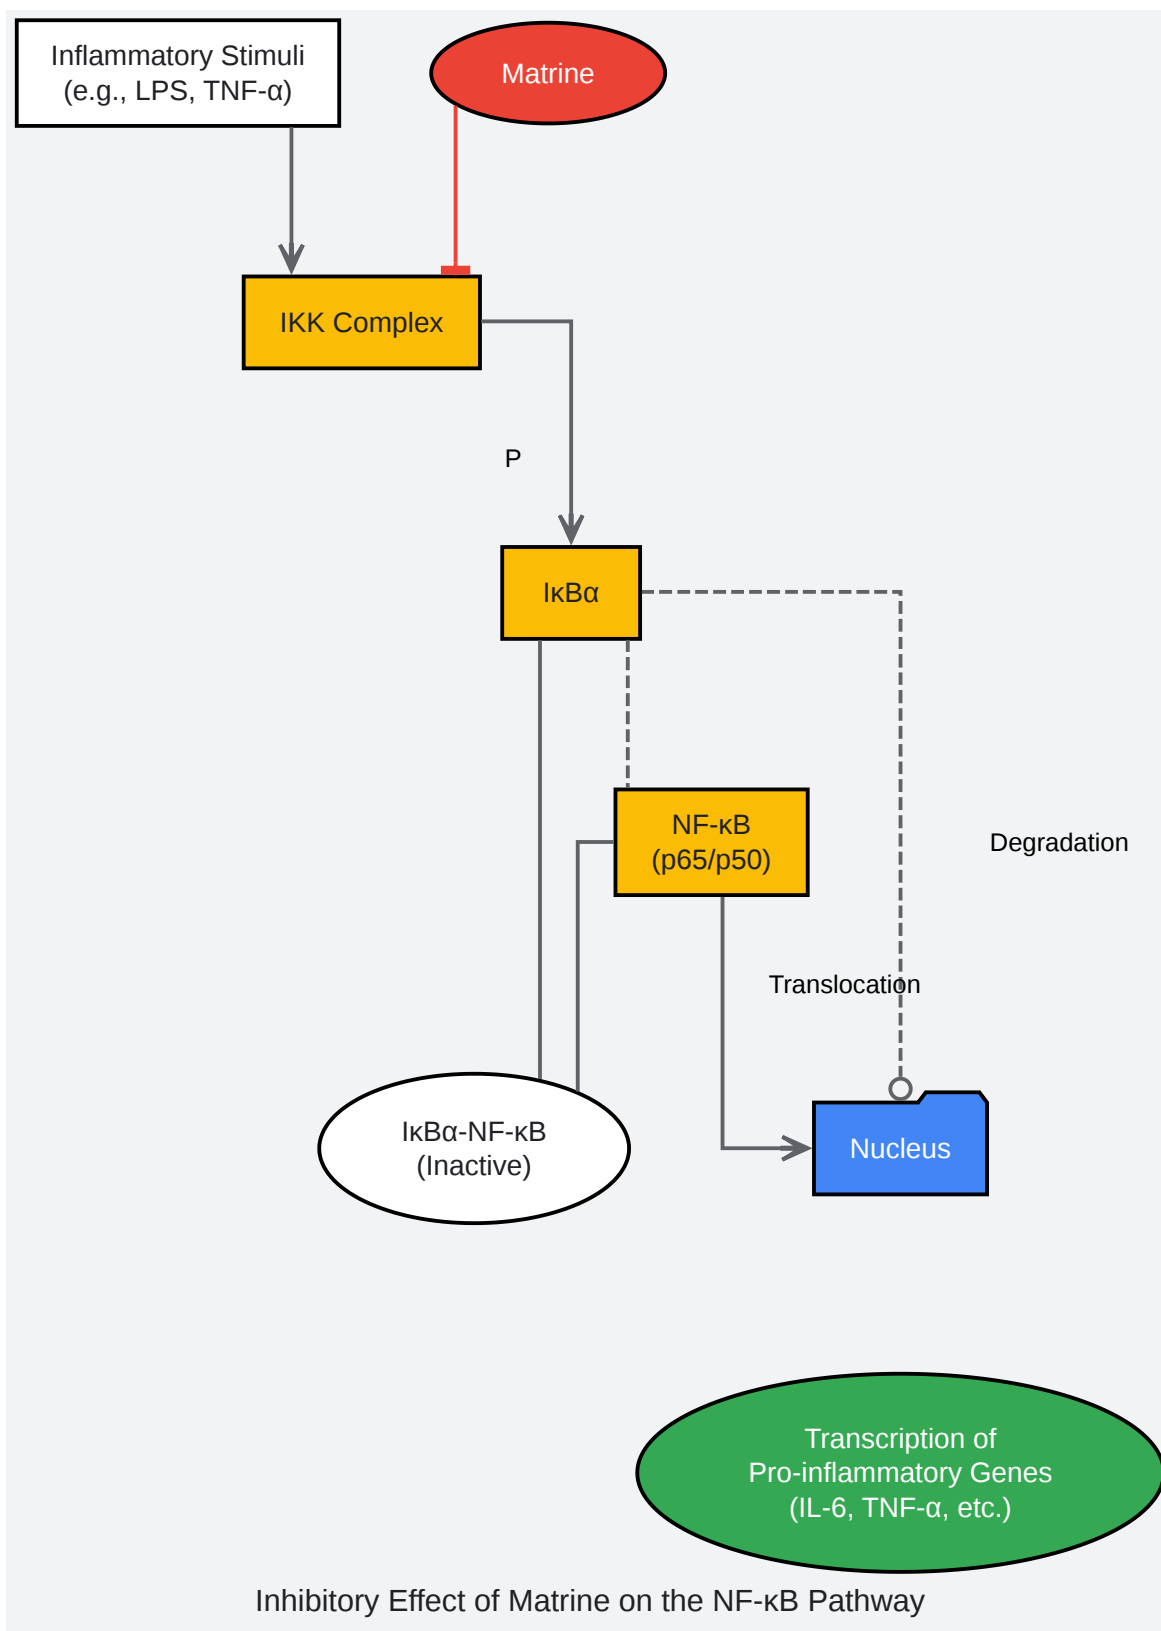 Inflammatory Stimuli
(e.g., LPS, TNF-α)
Matrine
IKK Complex
P
IκBα
NF-κB
(p65/p50)
Degradation
Translocation
IκBα-NF-κB
(Inactive)
Nucleus
Transcription of
Pro-inflammatory Genes
(IL-6, TNF-α, etc.)
Inhibitory Effect of Matrine on the NF-κB Pathway